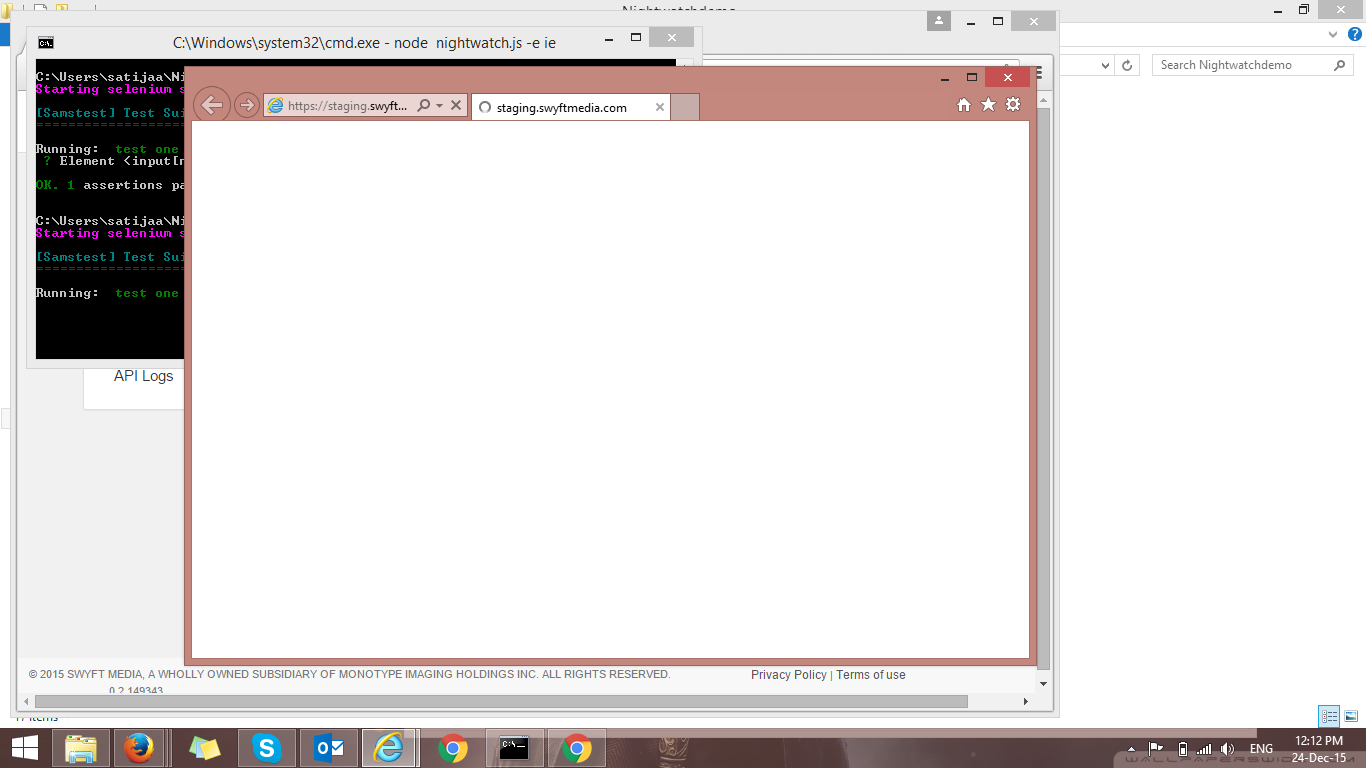 Nightwatchdemo
C:\Windows\system32\cmd.exe - node nightwatch.js -e ie
Search Nightwatchdemo
C:\Users\satijaa\Ni
Starting selenium s
[Samstest] Test Sui
Running: test one
? Element <input[n
OK. 1 assertions pa
C:\Users\satijaa\Ni
Starting selenium s
[Samstest] Test Sui
Running: test one
https://staging.swyft...
staging.swyftmedia.com
API Logs
© 2015 SWYFT MEDIA, A WHOLLY OWNED SUBSIDIARY OF MONOTYPE IMAGING HOLDINGS INC. ALL RIGHTS RESERVED.
Privacy Policy | Terms of use
0.2.149343
17 items
ENG
12:12 PM
24-Dec-15